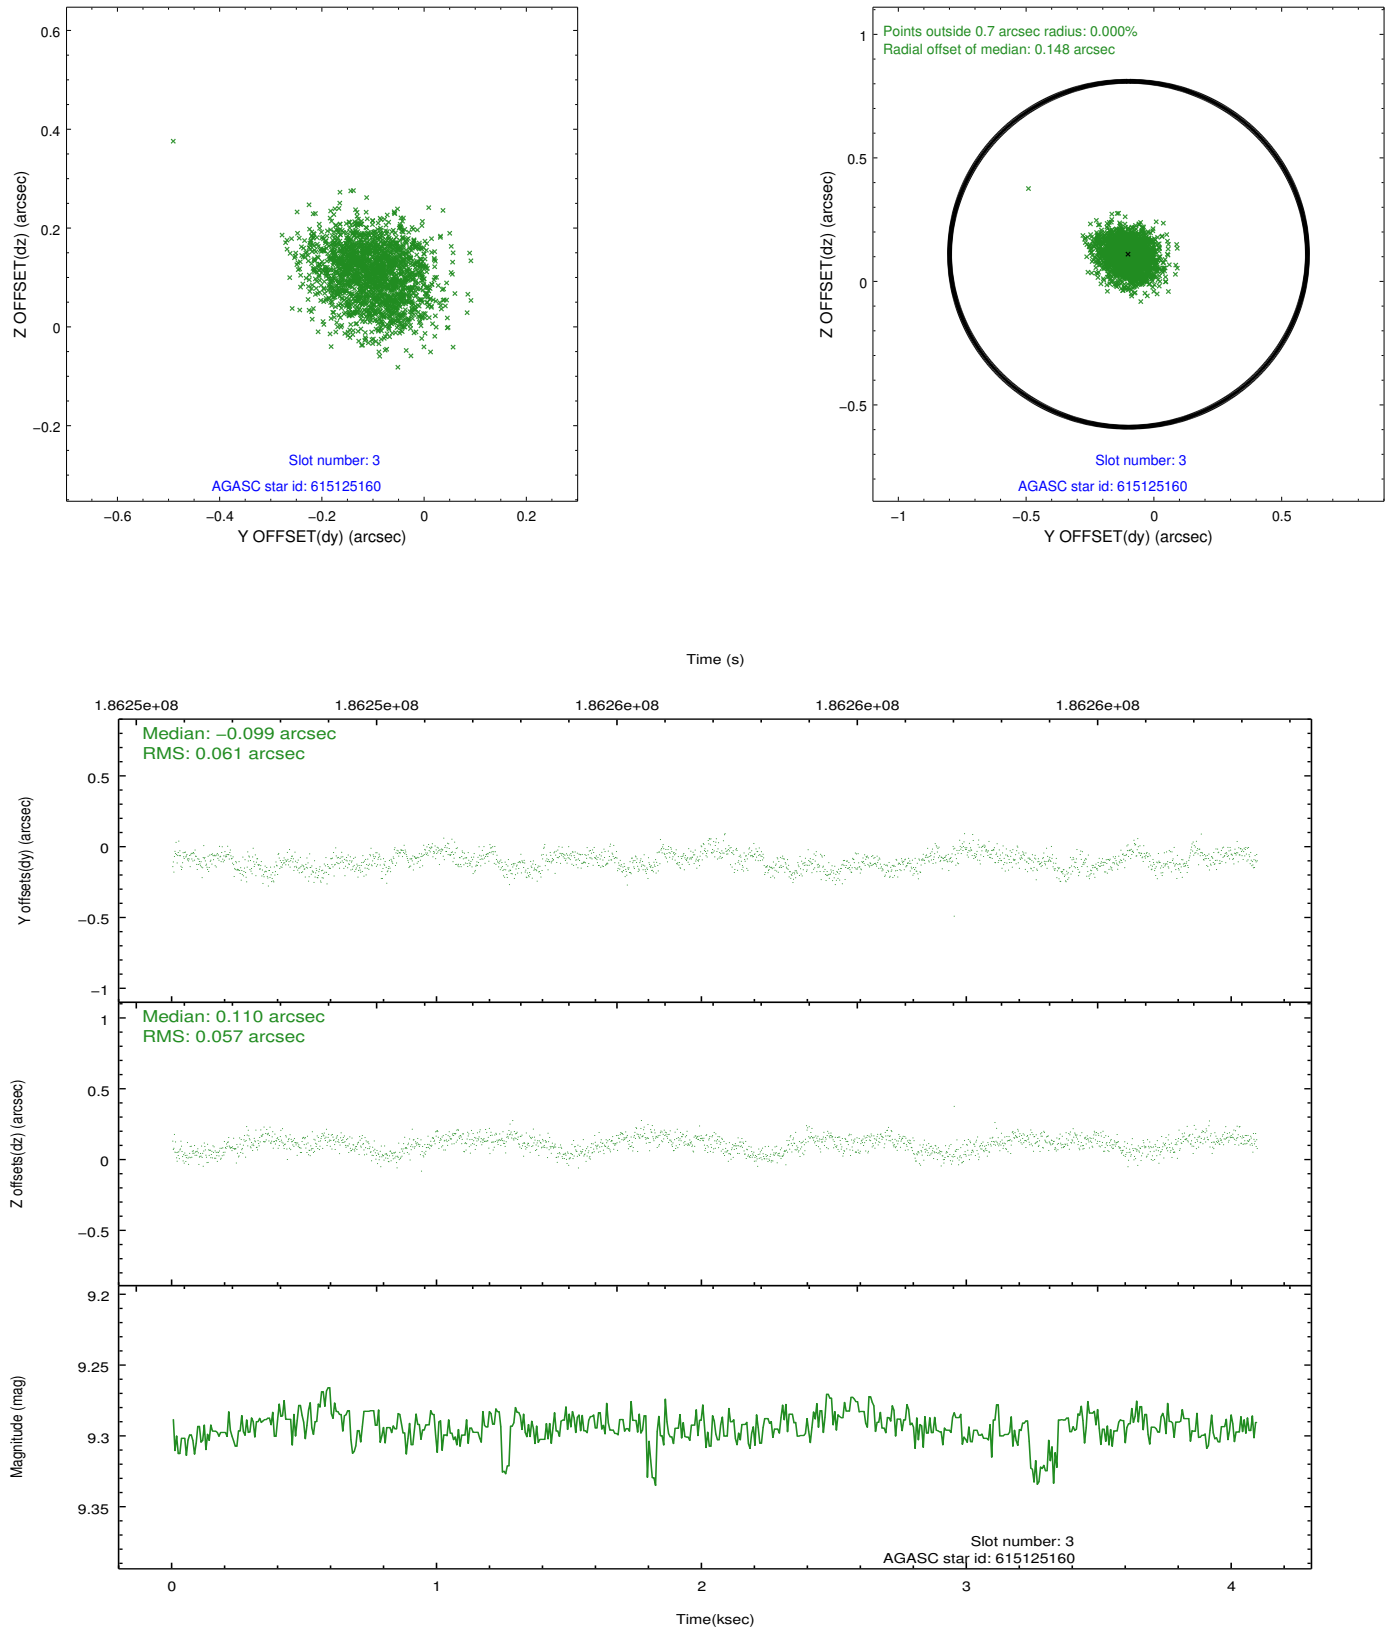 0.6
0.4
0.2
0
−0.2
Z OFFSET(dz) (arcsec)
Slot number: 3
AGASC star id: 615125160
−0.6 −0.4 −0.2 0 0.2
Y OFFSET(dy) (arcsec)
Points outside 0.7 arcsec radius: 0.000%
Radial offset of median: 0.148 arcsec
1
0.5
0
−0.5
Z OFFSET(dz) (arcsec)
Slot number: 3
AGASC star id: 615125160
−1 −0.5 0 0.5
Y OFFSET(dy) (arcsec)
Time (s)
1.8625e+08 1.8625e+08 1.8626e+08 1.8626e+08 1.8626e+08
Median: −0.099 arcsec
RMS: 0.061 arcsec
0.5
0
−0.5
−1
Y offsets(dy) (arcsec)
Median: 0.110 arcsec
RMS: 0.057 arcsec
1
0.5
0
−0.5
Z offsets(dz) (arcsec)
9.2
9.25
9.3
9.35
Magnitude (mag)
Slot number: 3
AGASC star id: 615125160
0 1 2 3 4
Time(ksec)